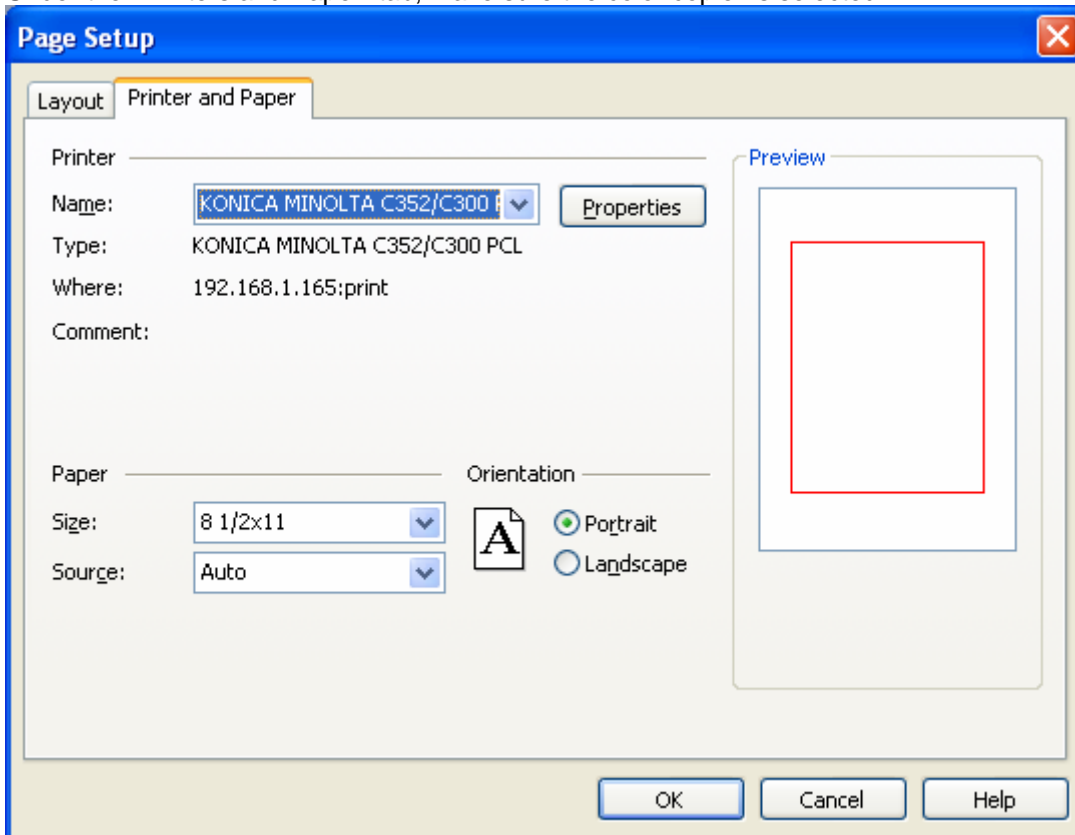 Page Setup
Layout
Printer and Paper
Printer
Name: KONICA MINOLTA C352/C300 Properties
Type: KONICA MINOLTA C352/C300 PCL
Where: 192.168.1.165:print
Comment:
Preview
Paper
Orientation
Size: 8 1/2x11
A
Portrait
Source: Auto
Landscape
OK Cancel Help